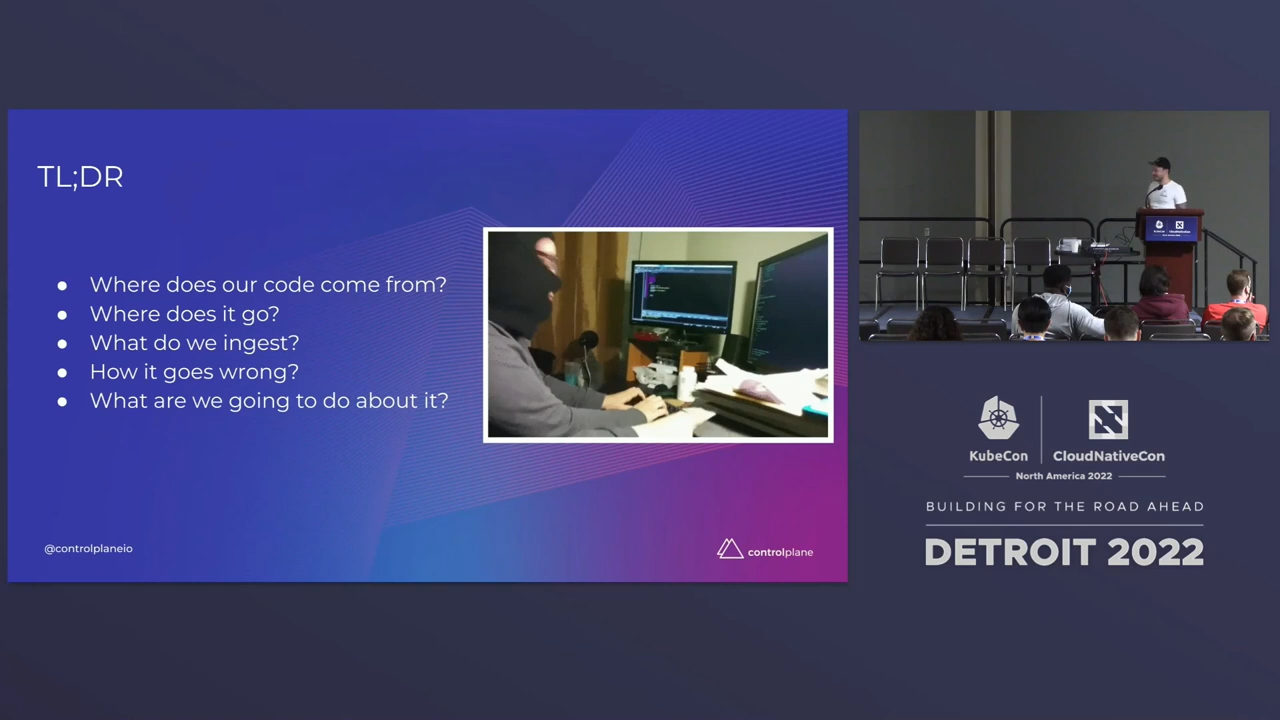 TL;DR
● Where does our code come from?
● Where does it go?
● What do we ingest?
● How it goes wrong?
● What are we going to do about it?
@controlplaneio
controlplane
KubeCon
CloudNativeCon
North America 2022
BUILDING FOR THE ROAD AHEAD
DETROIT 2022